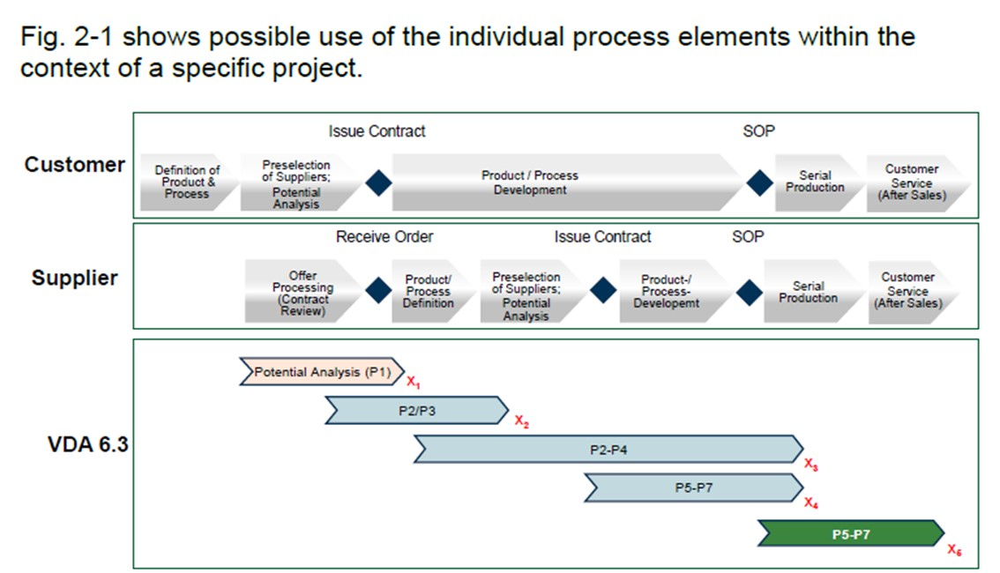 Fig. 2-1 shows possible use of the individual process elements within the
context of a specific project.
Issue Contract
SOP
Customer
Definition of
Product &
Process
Preselection
of Suppliers;
Potential
Analysis
Product / Process
Development
Serial
Production
Customer
Service
(After Sales)
Receive Order
Issue Contract
SOP
Supplier
Offer
Processing
(Contract
Review)
Product/
Process
Definition
Preselection
of Suppliers;
Potential
Analysis
Product-/
Process-
Developemt
Serial
Production
Customer
Service
(After Sales)
VDA 6.3
Potential Analysis (P1)
X1
P2/P3
X2
P2-P4
X3
P5-P7
X4
P5-P7
X5